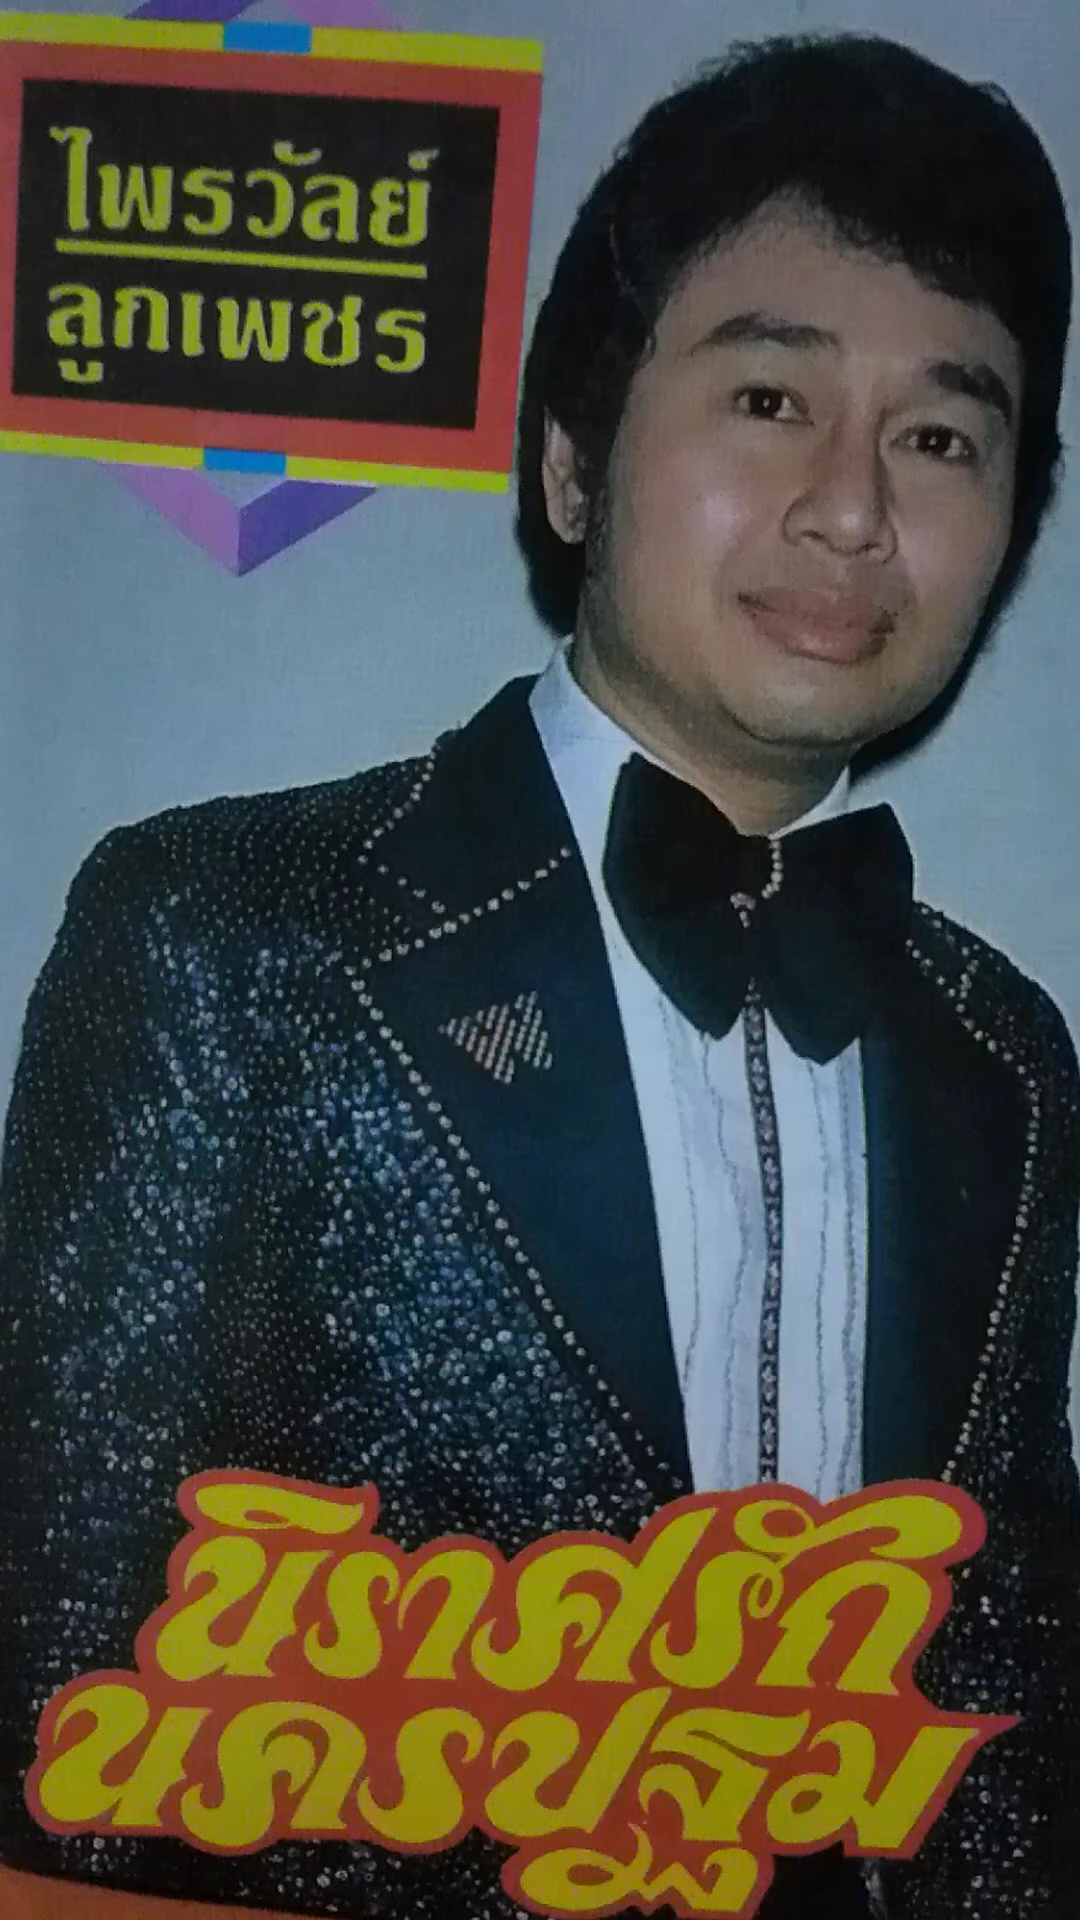 ไพรวัลย์
ลูกเพชร
นิราศรัก
นครปฐม